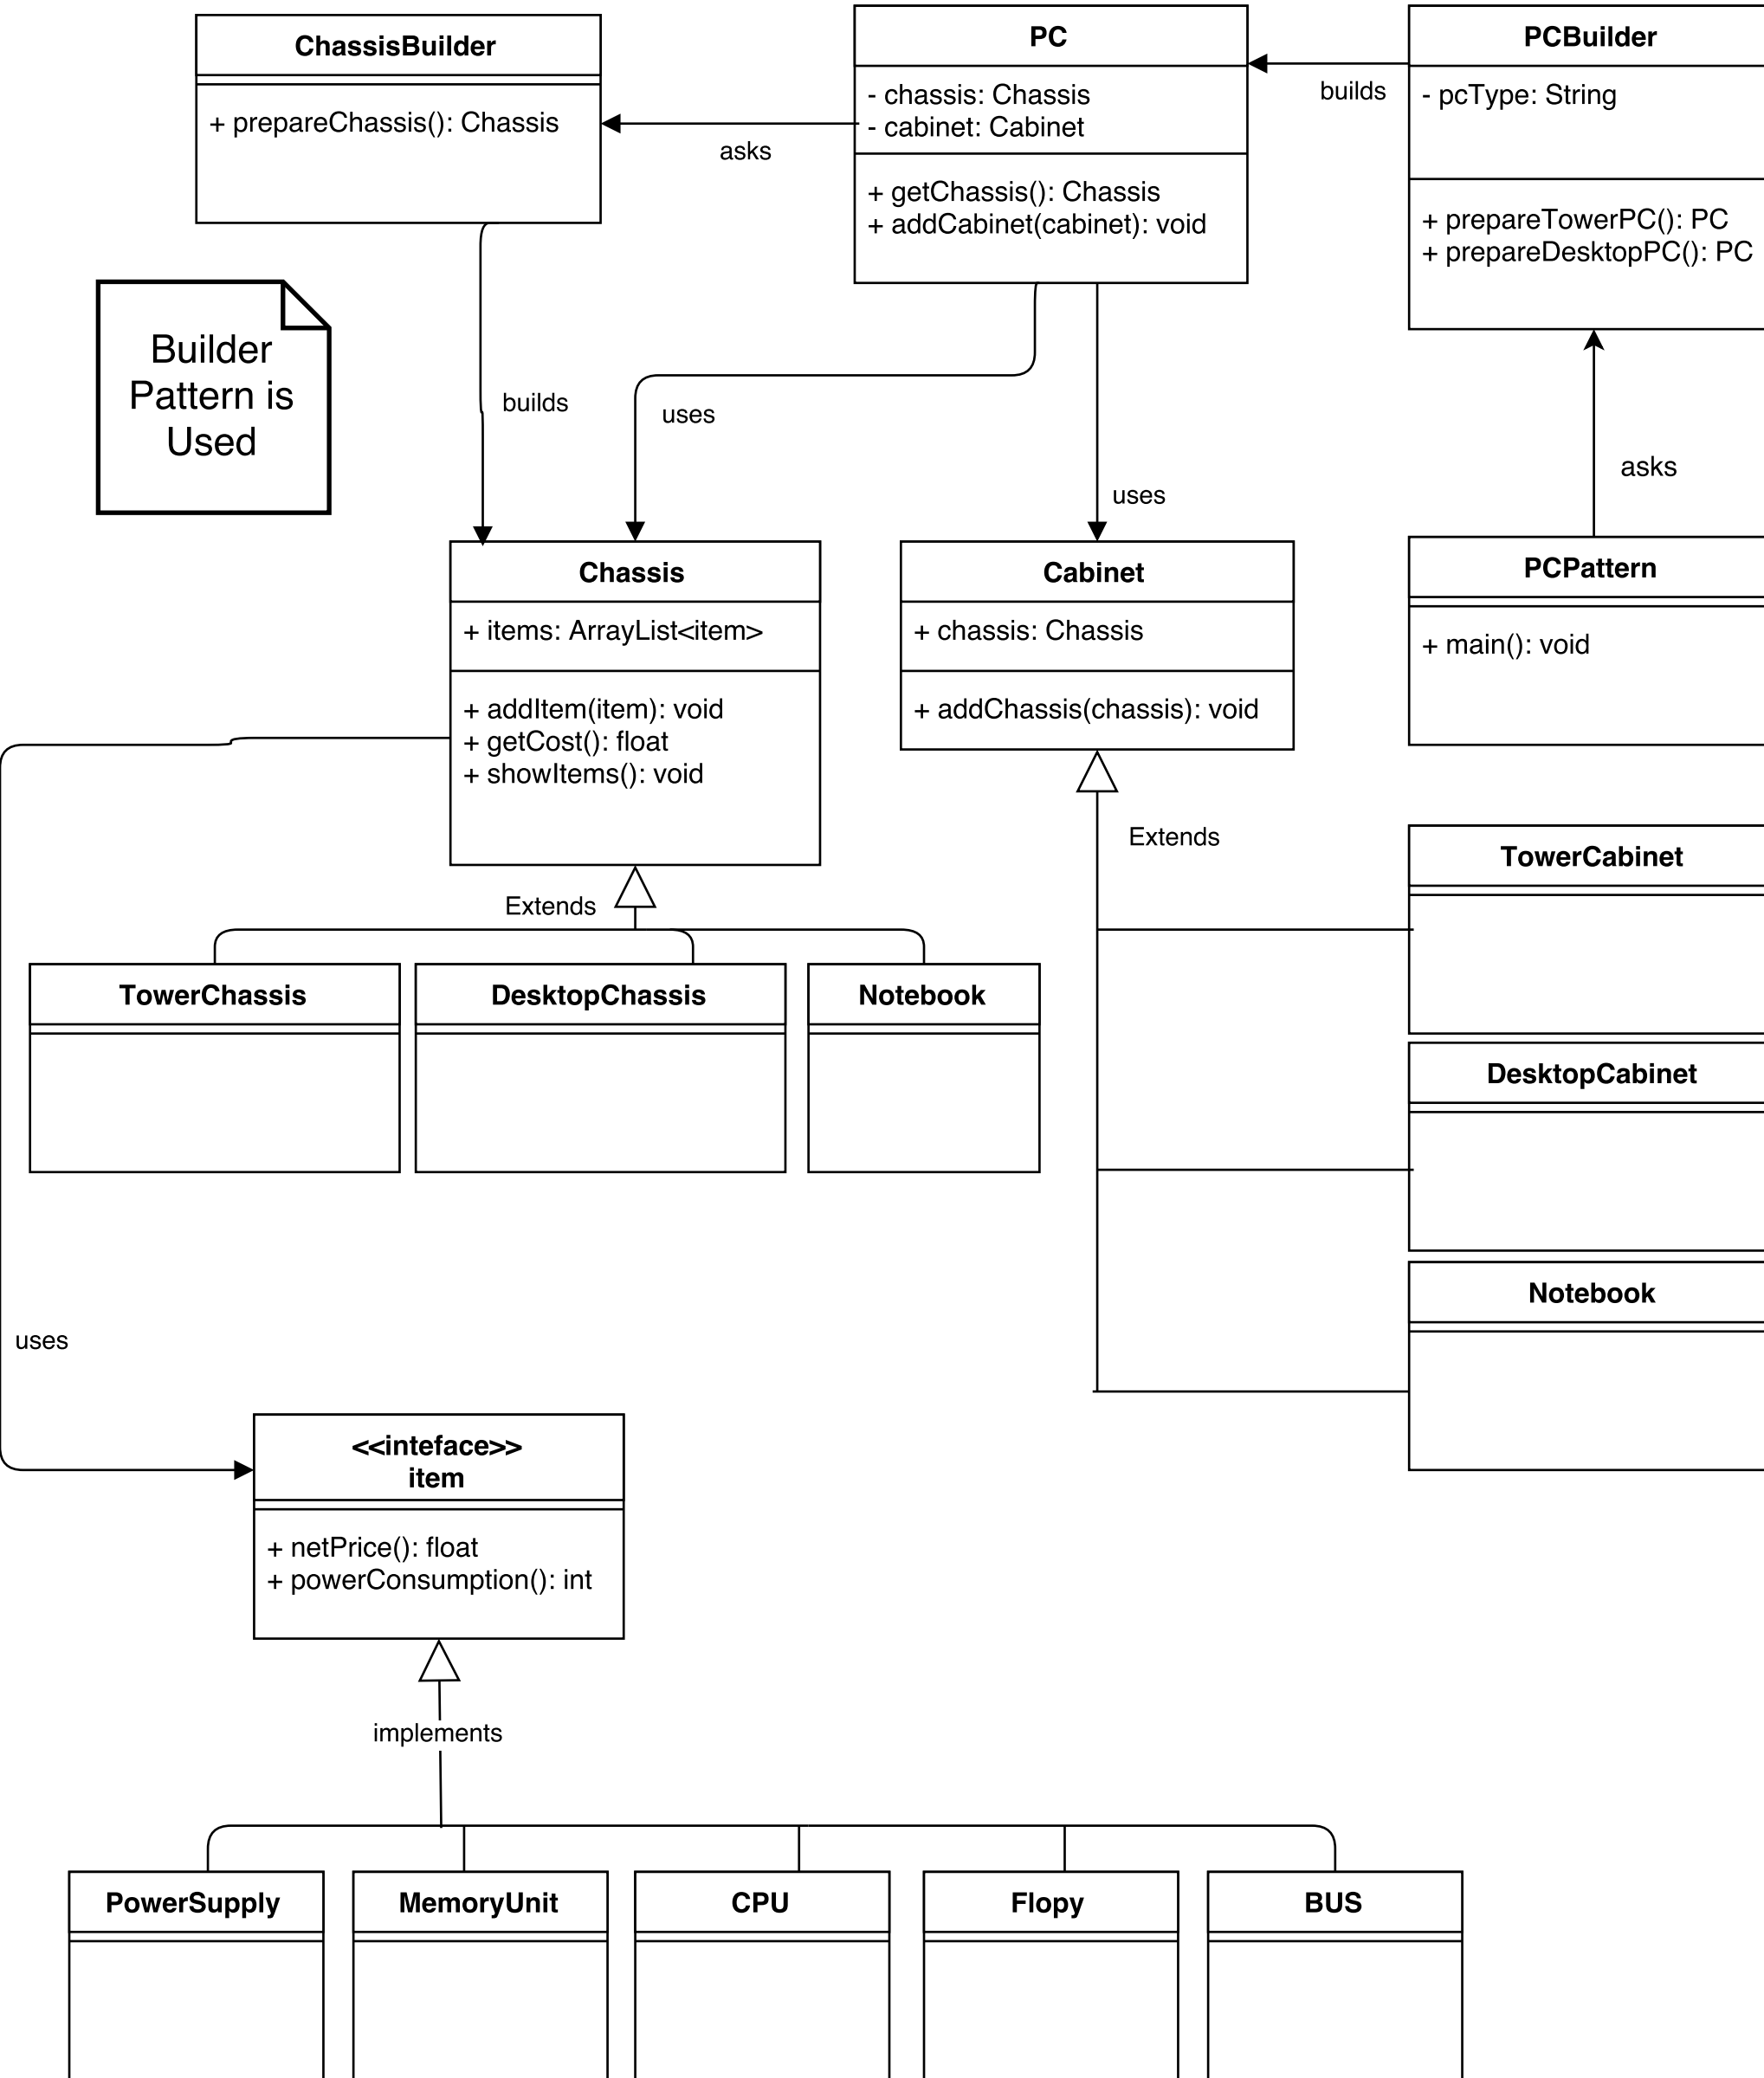 ChassisBuilder
+ prepareChassis(): Chassis
PC
- chassis: Chassis
- cabinet: Cabinet
+ getChassis(): Chassis
+ addCabinet(cabinet): void
PCBuilder
- pcType: String
+ prepareTowerPC(): PC
+ prepareDesktopPC(): PC
builds
asks
Builder
Pattern is
Used
builds
uses
uses
asks
Chassis
+ items: ArrayList<item>
+ addItem(item): void
+ getCost(): float
+ showItems(): void
Cabinet
+ chassis: Chassis
+ addChassis(chassis): void
PCPattern
+ main(): void
Extends
Extends
TowerChassis
DesktopChassis
Notebook
TowerCabinet
DesktopCabinet
Notebook
uses
<<inteface>>
item
+ netPrice(): float
+ powerConsumption(): int
implements
PowerSupply
MemoryUnit
CPU
Flopy
BUS